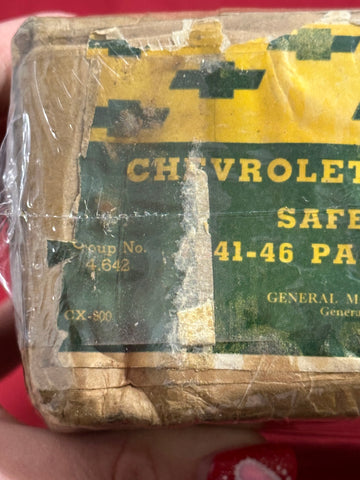 CHEVROLET
SAFE
Group No. 41-46 PA
4.642
GENERAL M
CX-800 Genera